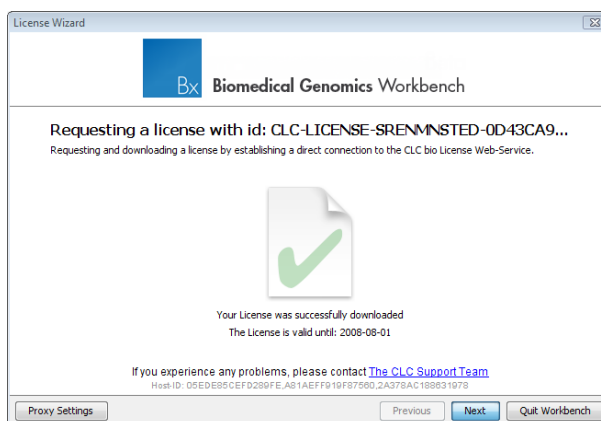 License Wizard
Bx Biomedical Genomics Workbench
Requesting a license with id: CLC-LICENSE-SRENMNSTED-0D43CA9...
Requesting and downloading a license by establishing a direct connection to the CLC bio License Web-Service.
Your License was successfully downloaded
The License is valid until: 2008-08-01
If you experience any problems, please contact The CLC Support Team
Host-ID: 05EDE85CEFD289FE,A81AEFF919F87560,2A378AC188631978
Proxy Settings Previous Next Quit Workbench